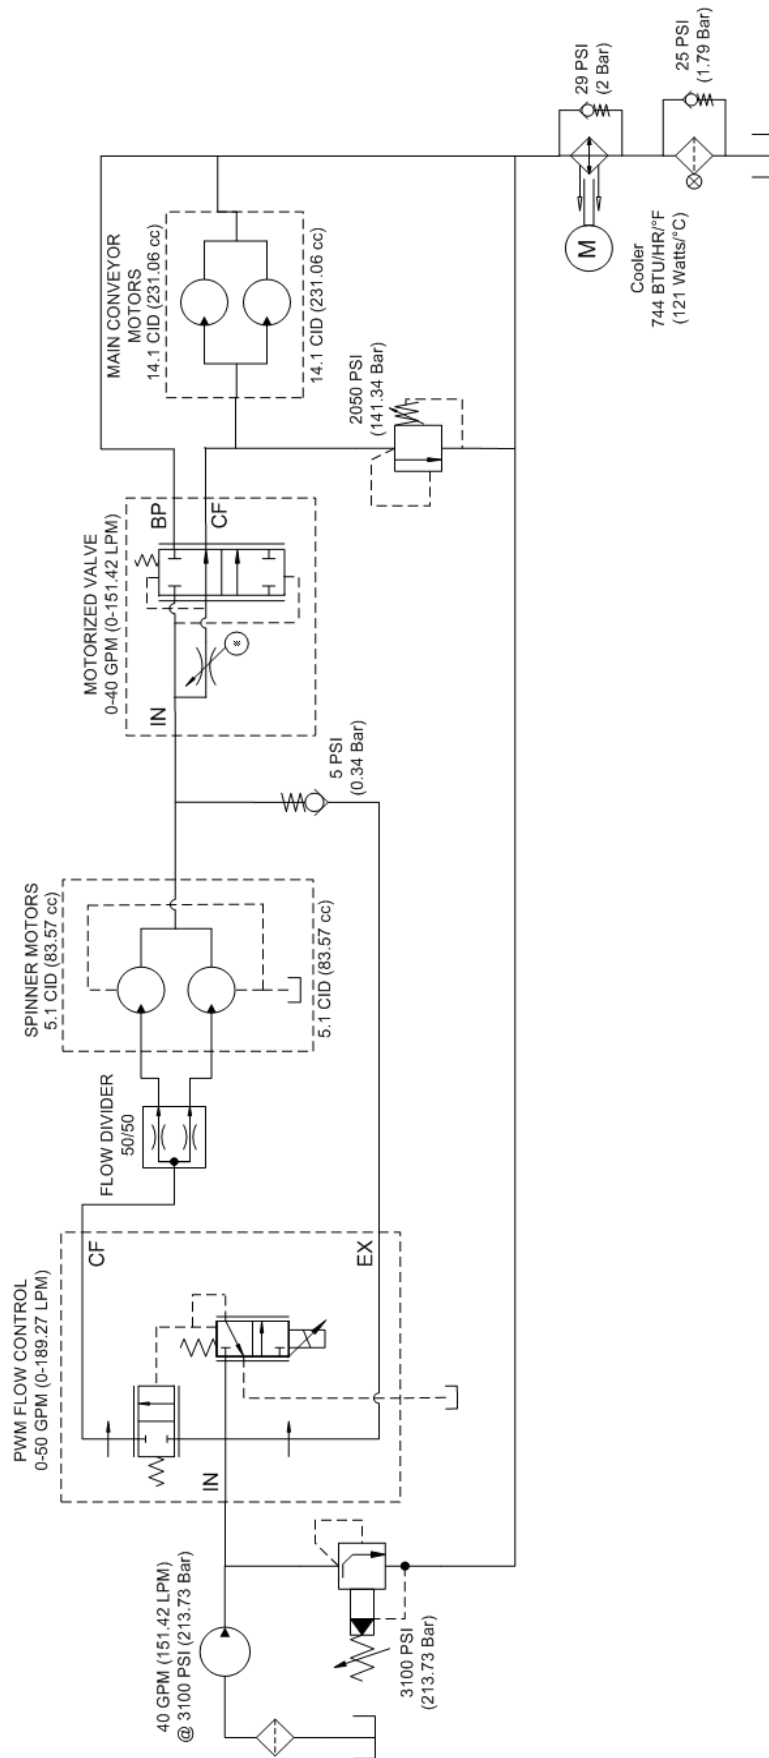 40 GPM (151.42 LPM)
@ 3100 PSI (213.73 Bar)
3100 PSI
(213.73 Bar)
PWM FLOW CONTROL
0-50 GPM (0-189.27 LPM)
IN
CF
EX
FLOW DIVIDER
50/50
SPINNER MOTORS
5.1 CID (83.57 cc)
5.1 CID (83.57 cc)
5 PSI
(0.34 Bar)
MOTORIZED VALVE
0-40 GPM (0-151.42 LPM)
IN
BP
CF
2050 PSI
(141.34 Bar)
MAIN CONVEYOR
MOTORS
14.1 CID (231.06 cc)
14.1 CID (231.06 cc)
29 PSI
(2 Bar)
M
Cooler
744 BTU/HR/°F
(121 Watts/°C)
25 PSI
(1.79 Bar)